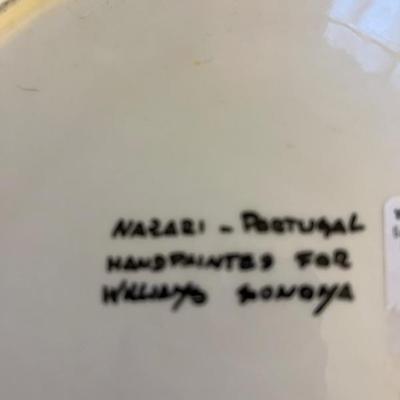 NAZARI - PORTUGAL
HANDPAINTED FOR
WILLIAMS SONOMA